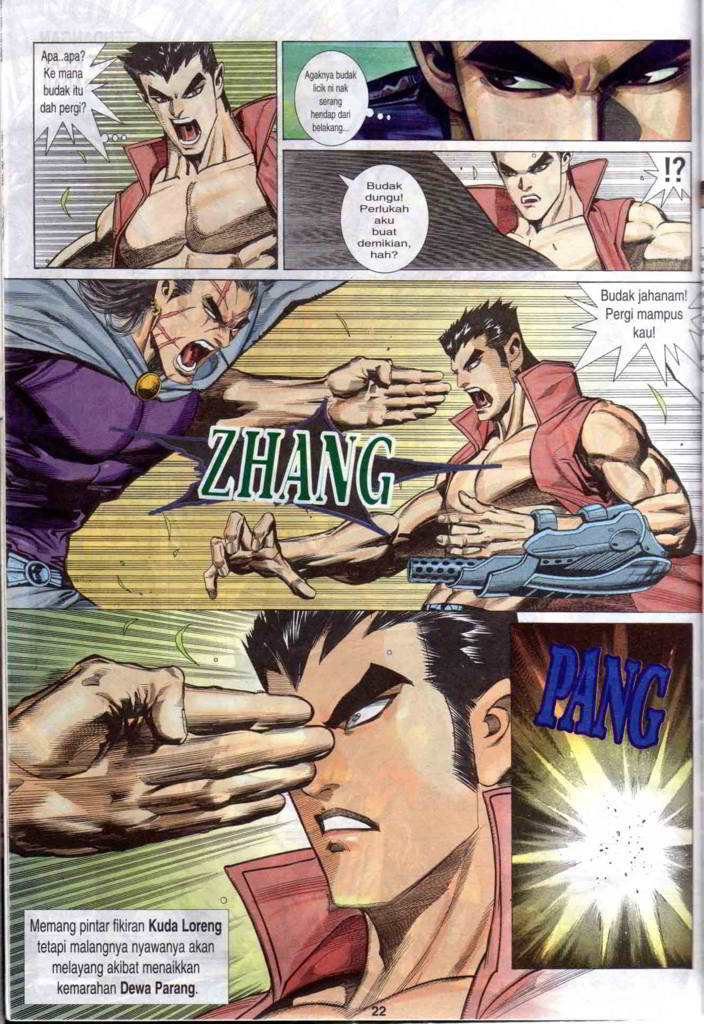 Apa..apa?
Ke mana
budak itu
dah pergi?
Agaknya budak
licik ni nak
serang
hendap dari
belakang...
Budak
dungu!
Perlukah
aku
buat
demikian,
hah?
!?
Budak jahanam!
Pergi mampus
kau!
ZHANG
PANG
Memang pintar fikiran Kuda Loreng
tetapi malangnya nyawanya akan
melayang akibat menaikkan
kemarahan Dewa Parang.
22